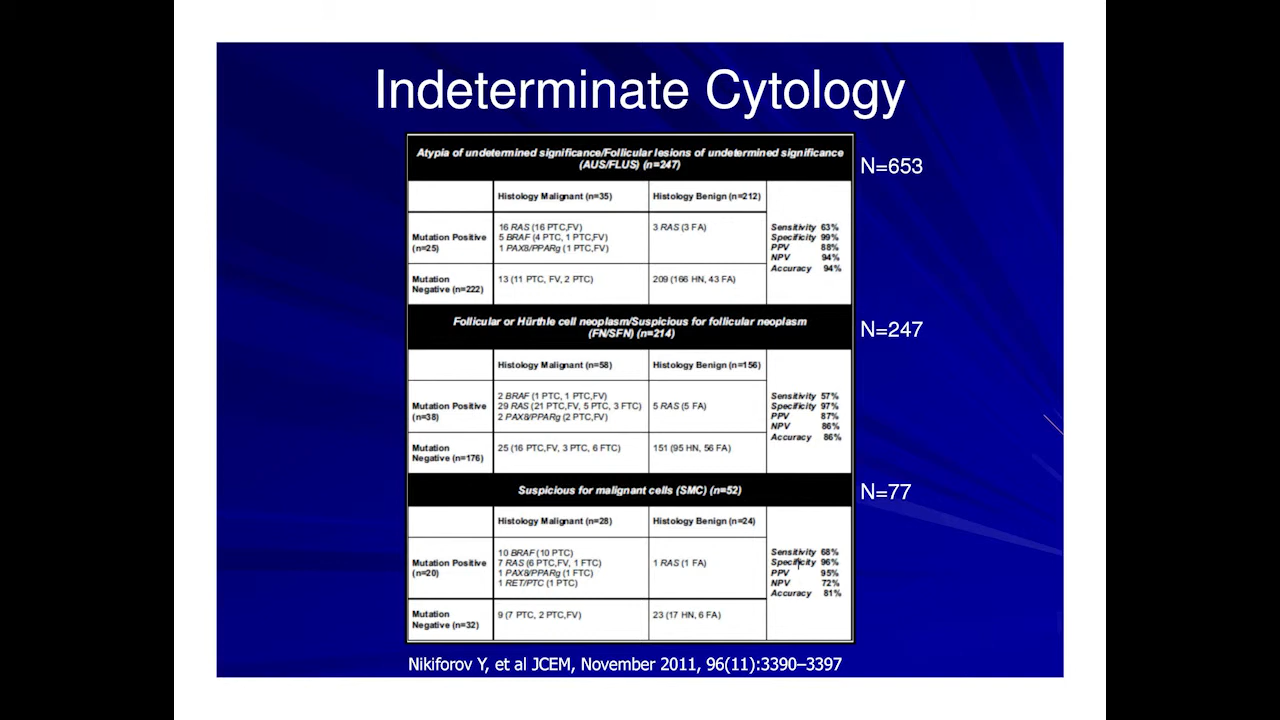 Indeterminate Cytology
Atypia of undetermined significance/Follicular lesions of undetermined significance
(AUS/FLUS) (n=247)
N=653
Histology Malignant (n=35)
Histology Benign (n=212)
Mutation Positive
(n=25)
16 RAS (16 PTC,FV)
5 BRAF (4 PTC, 1 PTC,FV)
1 PAX8/PPARg (1 PTC,FV)
3 RAS (3 FA)
Sensitivity 63%
Specificity 99%
PPV 88%
NPV 94%
Accuracy 94%
Mutation
Negative (n=222)
13 (11 PTC, FV, 2 PTC)
209 (166 HN, 43 FA)
Follicular or Hürthle cell neoplasm/Suspicious for follicular neoplasm
(FN/SFN) (n=214)
N=247
Histology Malignant (n=58)
Histology Benign (n=156)
Mutation Positive
(n=38)
2 BRAF (1 PTC, 1 PTC,FV)
29 RAS (21 PTC,FV, 5 PTC, 3 FTC)
2 PAX8/PPARg (2 PTC,FV)
5 RAS (5 FA)
Sensitivity 57%
Specificity 97%
PPV 87%
NPV 86%
Accuracy 86%
Mutation
Negative (n=176)
25 (16 PTC,FV, 3 PTC, 6 FTC)
151 (95 HN, 56 FA)
Suspicious for malignant cells (SMC) (n=52)
N=77
Histology Malignant (n=28)
Histology Benign (n=24)
Mutation Positive
(n=20)
10 BRAF (10 PTC)
7 RAS (6 PTC,FV, 1 FTC)
1 PAX8/PPARg (1 FTC)
1 RET/PTC (1 PTC)
1 RAS (1 FA)
Sensitivity 68%
Specificity 96%
PPV 95%
NPV 72%
Accuracy 81%
Mutation
Negative (n=32)
9 (7 PTC, 2 PTC,FV)
23 (17 HN, 6 FA)
Nikiforov Y, et al JCEM, November 2011, 96(11):3390–3397